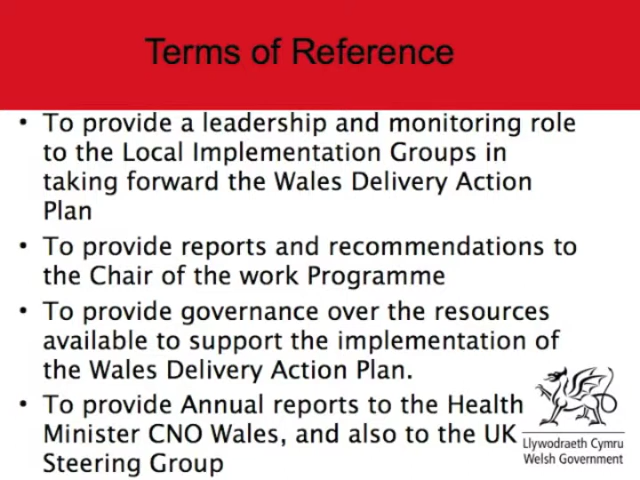 Terms of Reference
• To provide a leadership and monitoring role
to the Local Implementation Groups in
taking forward the Wales Delivery Action
Plan
• To provide reports and recommendations to
the Chair of the work Programme
• To provide governance over the resources
available to support the implementation of
the Wales Delivery Action Plan.
• To provide Annual reports to the Health
Minister CNO Wales, and also to the UK
Steering Group
Llywodraeth Cymru
Welsh Government